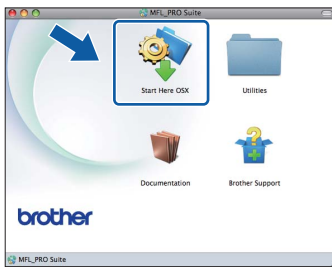 MFL_PRO Suite
Start Here OSX
Utilities
Documentation
Brother Support
brother
MFL_PRO Suite